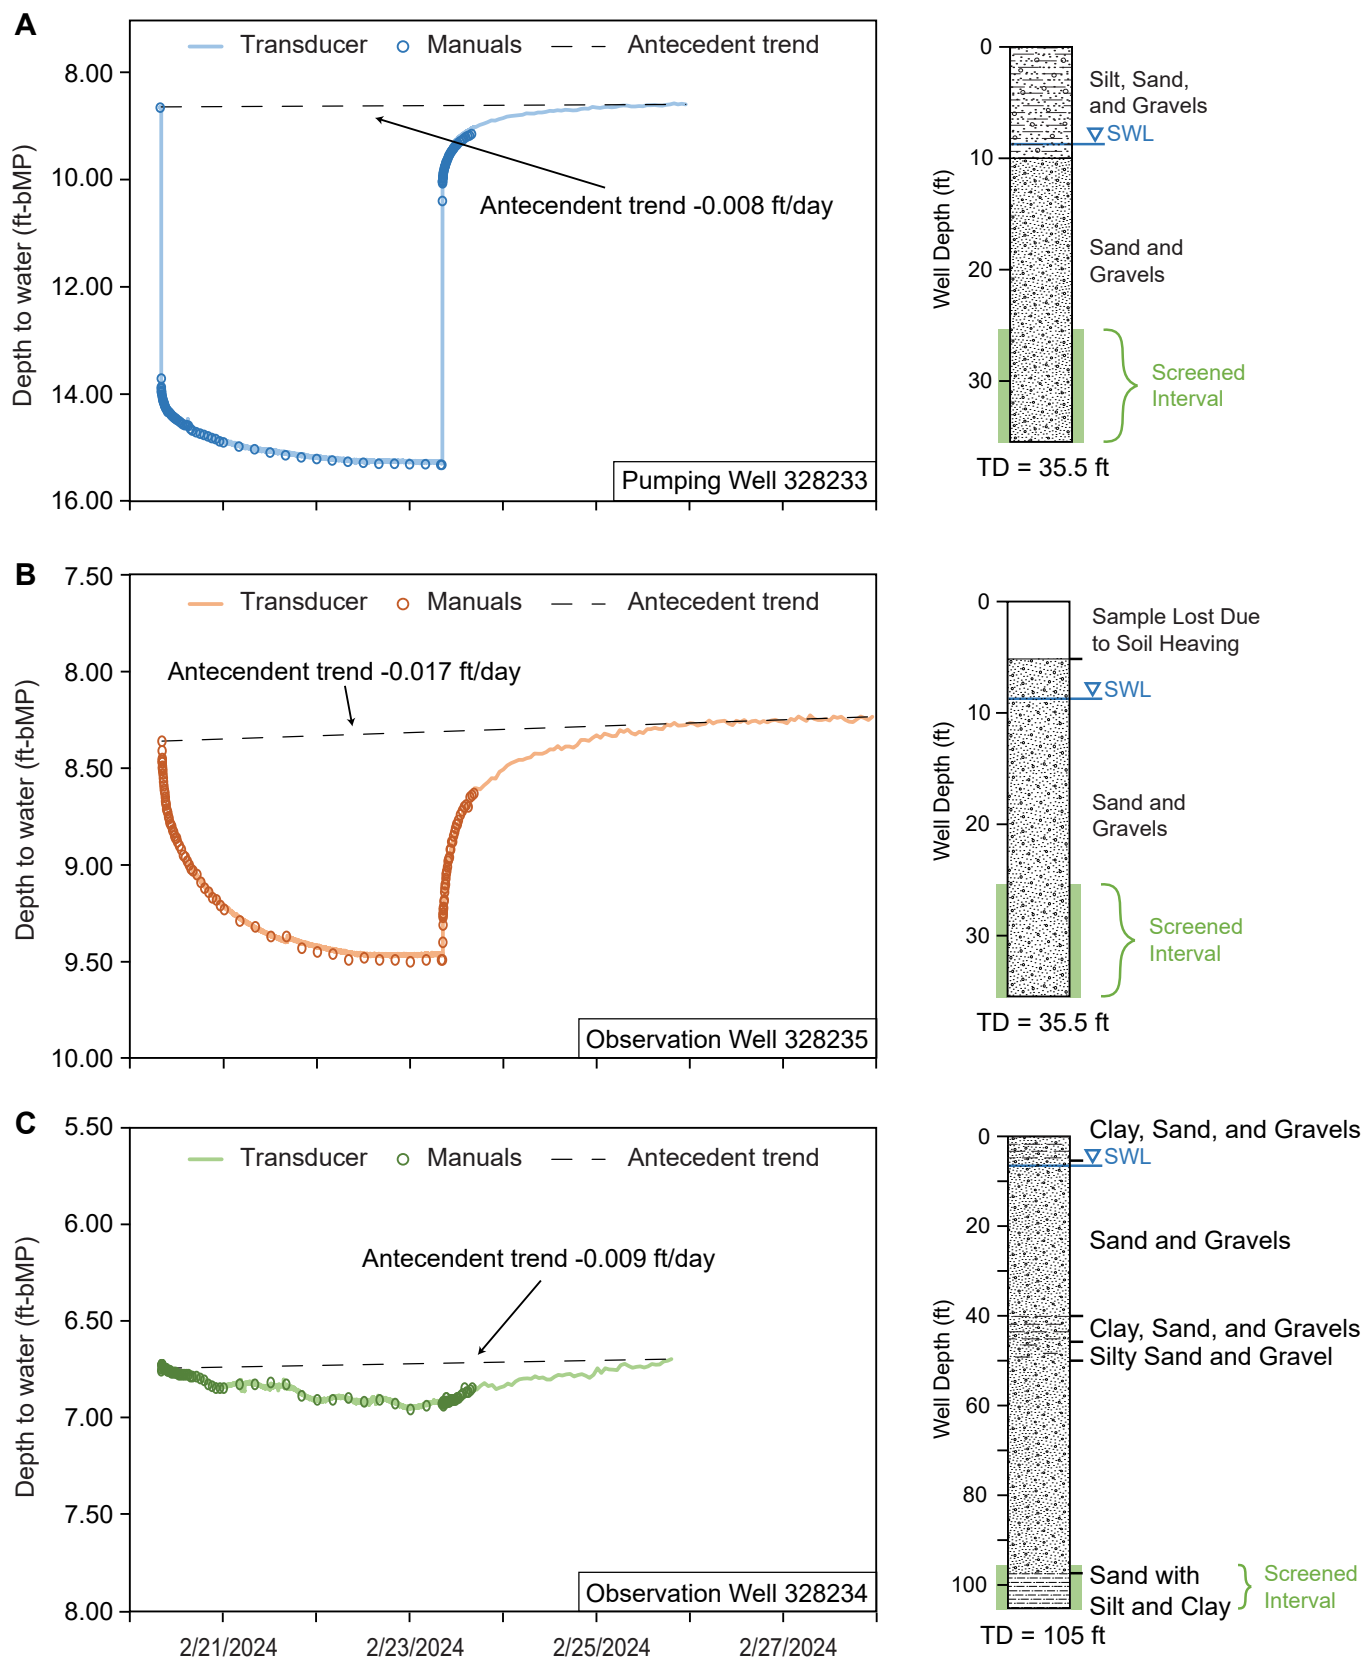 A
Transducer Manuals Antecedent trend
8.00
10.00
12.00
14.00
16.00
Depth to water (ft-bMP)
Antecendent trend -0.008 ft/day
Pumping Well 328233
0
10
20
30
Well Depth (ft)
Silt, Sand,
and Gravels
SWL
Sand and
Gravels
Screened
Interval
TD = 35.5 ft
B
Transducer Manuals Antecedent trend
7.50
8.00
8.50
9.00
9.50
10.00
Depth to water (ft-bMP)
Antecendent trend -0.017 ft/day
Observation Well 328235
0
10
20
30
Well Depth (ft)
Sample Lost Due
to Soil Heaving
SWL
Sand and
Gravels
Screened
Interval
TD = 35.5 ft
C
Transducer Manuals Antecedent trend
5.50
6.00
6.50
7.00
7.50
8.00
Depth to water (ft-bMP)
Antecendent trend -0.009 ft/day
Observation Well 328234
2/21/2024 2/23/2024 2/25/2024 2/27/2024
0
20
40
60
80
100
Well Depth (ft)
Clay, Sand, and Gravels
SWL
Sand and Gravels
Clay, Sand, and Gravels
Silty Sand and Gravel
Sand with
Silt and Clay
Screened
Interval
TD = 105 ft